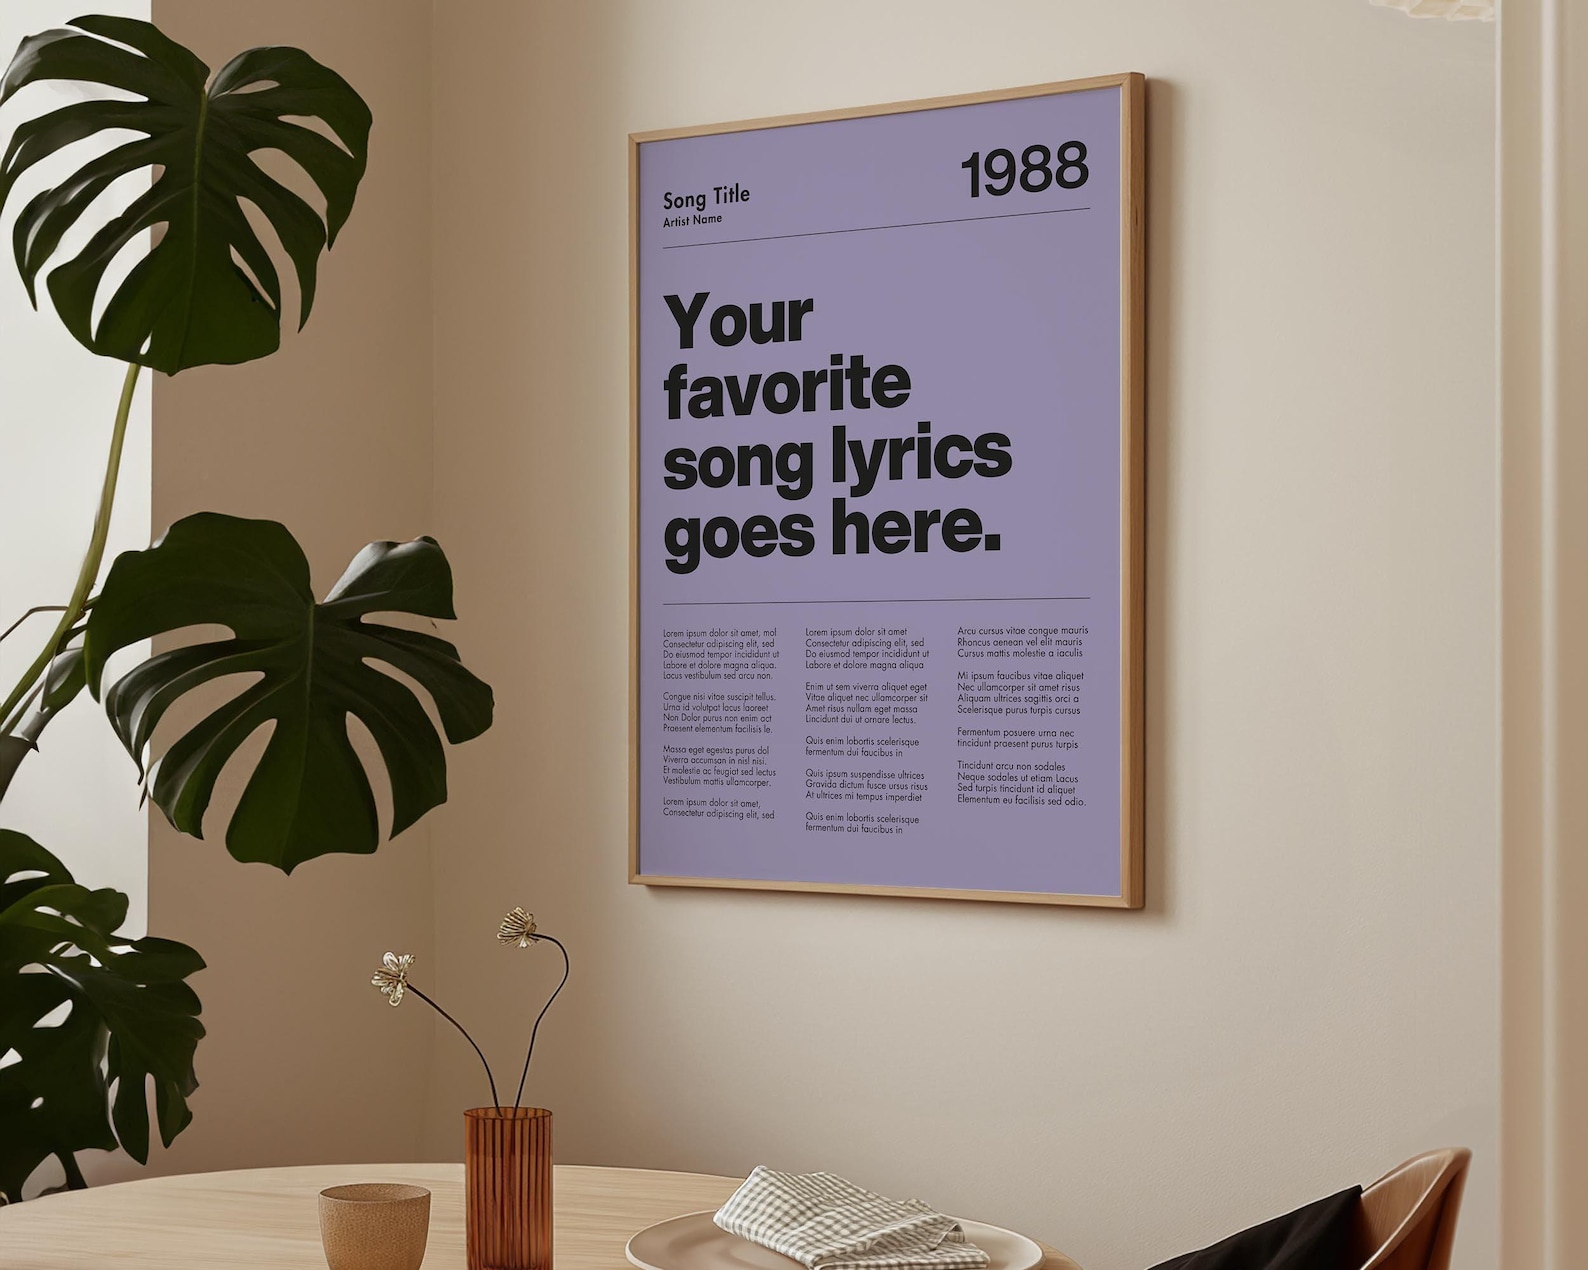 Song Title
Artist Name
1988
Your
favorite
song lyrics
goes here.
Lorem ipsum dolor sit amet, mol
Consectetur adipiscing elit, sed
Do eiusmod tempor incididunt ut
Labore et dolore magna aliqua.
Lacus vestibulum sed arcu non.
Congue nisi vitae suscipit tellus.
Urna id volutpat lacus laoreet
Non Dolor purus non enim act
Praesent elementum facilisis le.
Massa eget egestas purus dol
Viverra accumsan in nisl nisi.
Et molestie ac feugiat sed lectus
Vestibulum mattis ullamcorper.
Lorem ipsum dolor sit amet,
Consectetur adipiscing elit, sed
Lorem ipsum dolor sit amet
Consectetur adipiscing elit, sed
Do eiusmod tempor incididunt ut
Labore et dolore magna aliqua
Enim ut sem viverra aliquet eget
Vitae aliquet nec ullamcorper sit
Amet risus nullam eget massa
Lincidunt dui ut ornare lectus.
Quis enim lobortis scelerisque
fermentum dui faucibus in
Quis ipsum suspendisse ultrices
Gravida dictum fusce ursus risus
At ultrices mi tempus imperdiet
Quis enim lobortis scelerisque
fermentum dui faucibus in
Arcu cursus vitae congue mauris
Rhoncus aenean vel elit mauris
Cursus mattis molestie a iaculis
Mi ipsum faucibus vitae aliquet
Nec ullamcorper sit amet risus
Aliquam ultrices sagittis orci a
Scelerisque purus turpis cursus
Fermentum posuere urna nec
tincidunt praesent purus turpis
Tincidunt arcu non sodales
Neque sodales ut etiam Lacus
Sed turpis tincidunt id aliquet
Elementum eu facilisis sed odio.